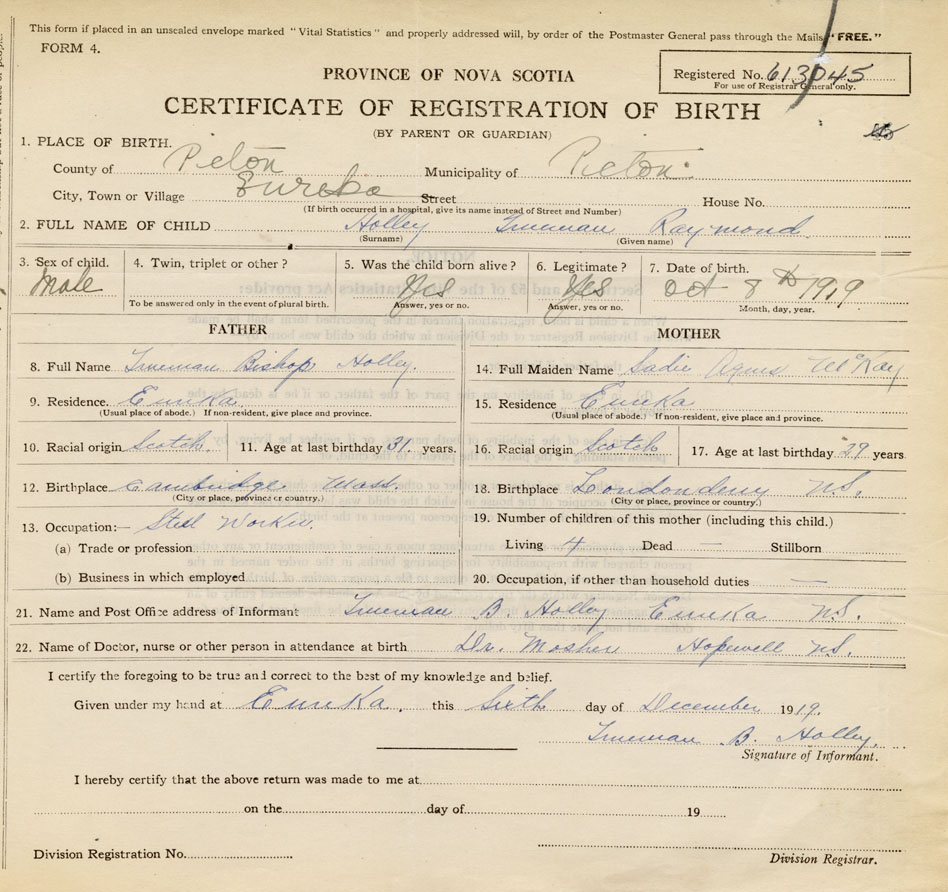 This form if placed in an unsealed envelope marked "Vital Statistics" and properly addressed will, by order of the Postmaster General pass through the Mails "FREE."
FORM 4.
Registered No. 613045
For use of Registrar General only.
PROVINCE OF NOVA SCOTIA
CERTIFICATE OF REGISTRATION OF BIRTH
(BY PARENT OR GUARDIAN)
1. PLACE OF BIRTH.
County of Picton Municipality of Picton
City, Town or Village Eureka Street House No.
(If birth occurred in a hospital, give its name instead of Street and Number)
2. FULL NAME OF CHILD Holley Trueman Raymond
(Surname) (Given name)
3. Sex of child. 4. Twin, triplet or other? 5. Was the child born alive? 6. Legitimate? 7. Date of birth.
Male Yes Yes Oct 8th 1919
To be answered only in the event of plural birth. Answer, yes or no. Answer, yes or no. Month, day, year.
FATHER MOTHER
8. Full Name Trueman Bishop Holley. 14. Full Maiden Name Sadie Agnes McKay
9. Residence. Eureka. 15. Residence Eureka
(Usual place of abode.) If non-resident, give place and province. (Usual place of abode.) If non-resident, give place and province.
10. Racial origin Scotch. 11. Age at last birthday 31. years. 16. Racial origin Scotch 17. Age at last birthday 29 years
12. Birthplace Cambridge Mass. 18. Birthplace Londonderry N.S.
(City or place, province or country.) (City or place, province or country.)
13. Occupation:— Steel Worker. 19. Number of children of this mother (including this child.)
(a) Trade or profession Living 4 Dead — Stillborn
(b) Business in which employed 20. Occupation, if other than household duties —
21. Name and Post Office address of Informant Trueman B. Holley Eureka N.S.
22. Name of Doctor, nurse or other person in attendance at birth Dr. Mosher Hopewell N.S.
I certify the foregoing to be true and correct to the best of my knowledge and belief.
Given under my hand at Eureka, this Sixth day of December 1919.
Trueman B. Holley.
Signature of Informant.
I hereby certify that the above return was made to me at
on the day of 19
Division Registration No.
Division Registrar.